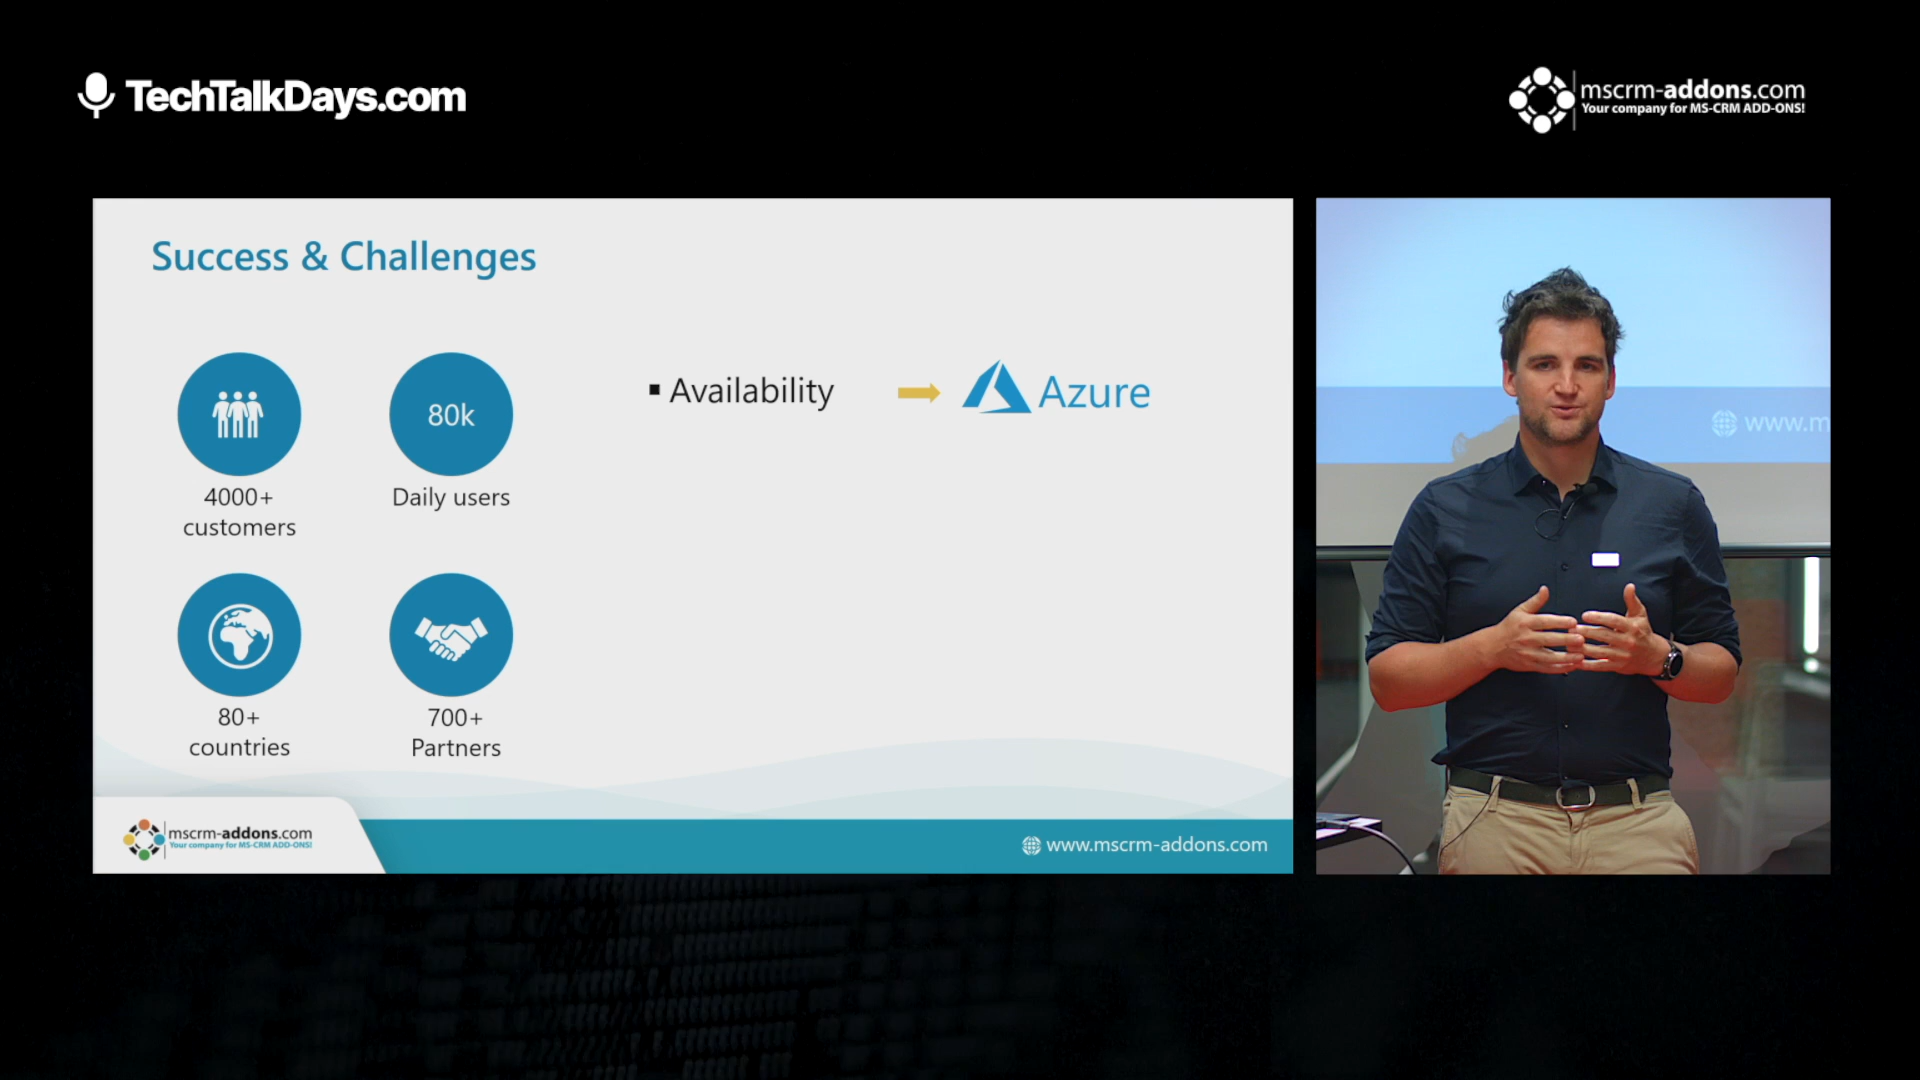 TechTalkDays.com
mscrm-addons.com
Your company for MS-CRM ADD-ONS!
Success & Challenges
80k
4000+
customers
Daily users
80+
countries
700+
Partners
▪ Availability
Azure
mscrm-addons.com
Your company for MS-CRM ADD-ONS!
www.mscrm-addons.com
www.m